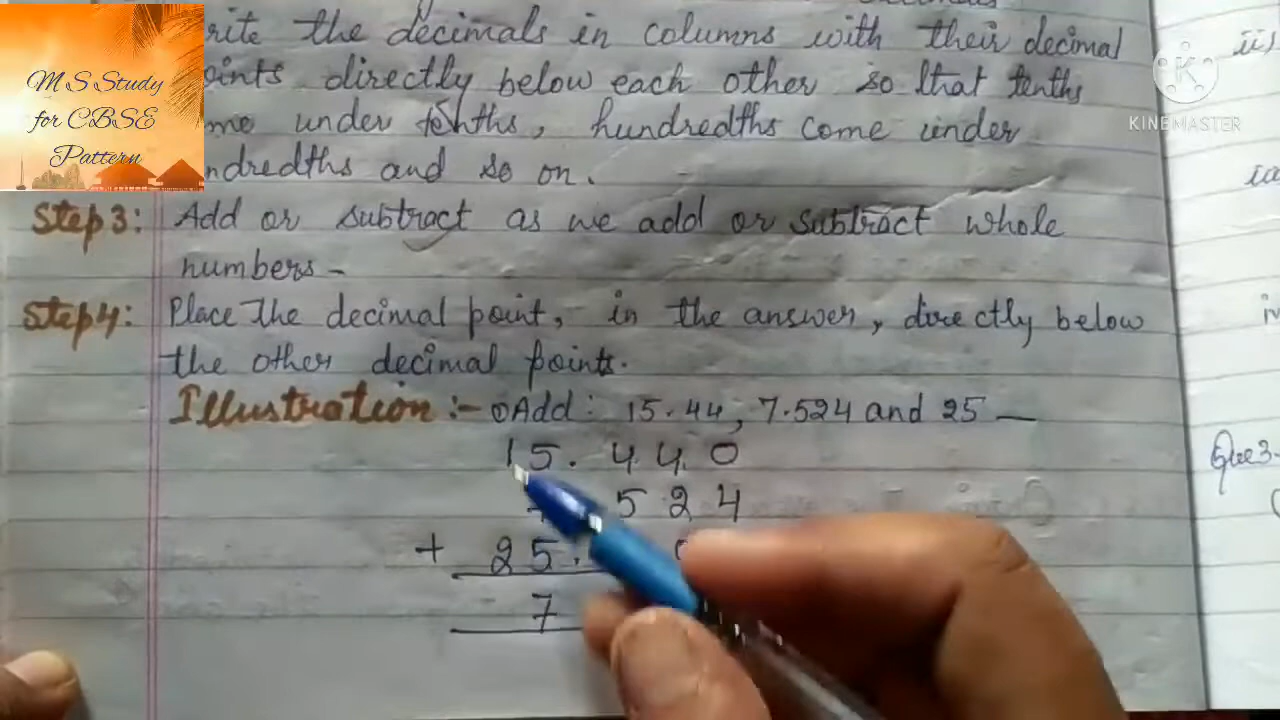 M S Study
for CBSE
Pattern
KINEMASTER
rite the decimals in columns with their decimal
oints directly below each other so that tenths
me under tenths, hundredths come under
ndredths and so on.
Step 3: Add or subtract as we add or subtract whole
numbers -
Step 4: Place the decimal point, in the answer, directly below
the other decimal points.
Illustration :- Add : 15.44, 7.524 and 25 —
15.440
524
+ 25.
7
Que 3-